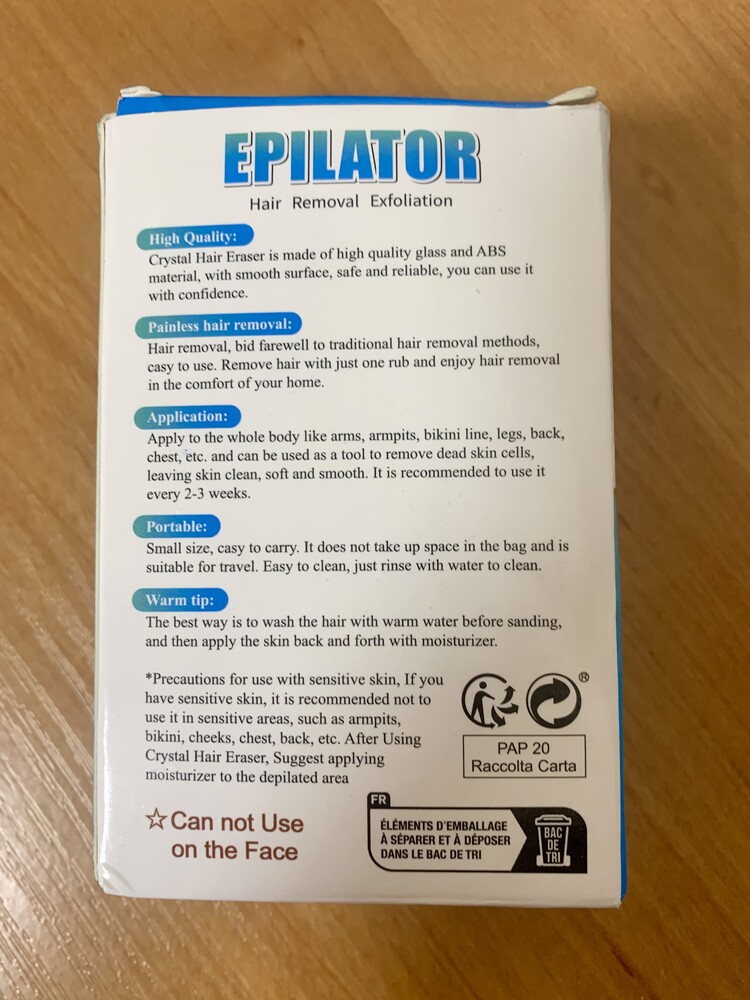 EPILATOR
Hair Removal Exfoliation
High Quality:
Crystal Hair Eraser is made of high quality glass and ABS
material, with smooth surface, safe and reliable, you can use it
with confidence.
Painless hair removal:
Hair removal, bid farewell to traditional hair removal methods,
easy to use. Remove hair with just one rub and enjoy hair removal
in the comfort of your home.
Application:
Apply to the whole body like arms, armpits, bikini line, legs, back,
chest, etc. and can be used as a tool to remove dead skin cells,
leaving skin clean, soft and smooth. It is recommended to use it
every 2-3 weeks.
Portable:
Small size, casy to carry. It does not take up space in the bag and is
suitable for travel. Easy to clean, just rinse with water to clean.
Warm tip:
The best way is to wash the hair with warm water before sanding,
and then apply the skin back and forth with moisturizer.
*Precautions for use with sensitive skin, If you
have sensitive skin, it is recommended not to
use it in sensitive areas, such as armpits,
bikini, cheeks, chest, back, etc. After Using
Crystal Hair Eraser, Suggest applying
moisturizer to the depilated area
®
PAP 20
Raccolta Carta
☆Can not Use
on the Face
FR
ÉLÉMENTS D'EMBALLAGE
À SÉPARER ET À DÉPOSER
DANS LE BAC DE TRI
BAC
DE
TRI